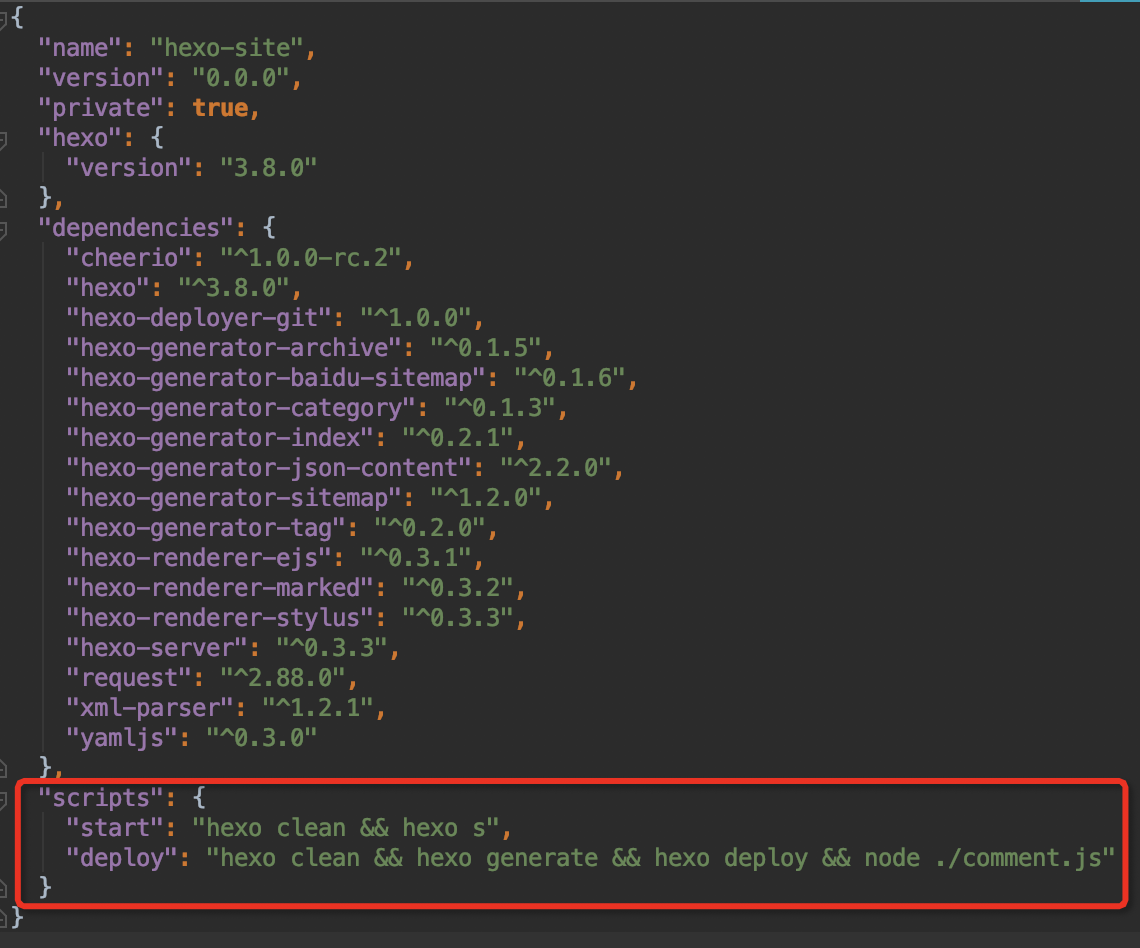 {
  "name": "hexo-site",
  "version": "0.0.0",
  "private": true,
  "hexo": {
    "version": "3.8.0"
  },
  "dependencies": {
    "cheerio": "^1.0.0-rc.2",
    "hexo": "^3.8.0",
    "hexo-deployer-git": "^1.0.0",
    "hexo-generator-archive": "^0.1.5",
    "hexo-generator-baidu-sitemap": "^0.1.6",
    "hexo-generator-category": "^0.1.3",
    "hexo-generator-index": "^0.2.1",
    "hexo-generator-json-content": "^2.2.0",
    "hexo-generator-sitemap": "^1.2.0",
    "hexo-generator-tag": "^0.2.0",
    "hexo-renderer-ejs": "^0.3.1",
    "hexo-renderer-marked": "^0.3.2",
    "hexo-renderer-stylus": "^0.3.3",
    "hexo-server": "^0.3.3",
    "request": "^2.88.0",
    "xml-parser": "^1.2.1",
    "yamljs": "^0.3.0"
  },
  "scripts": {
    "start": "hexo clean && hexo s",
    "deploy": "hexo clean && hexo generate && hexo deploy && node ./comment.js"
  }
}